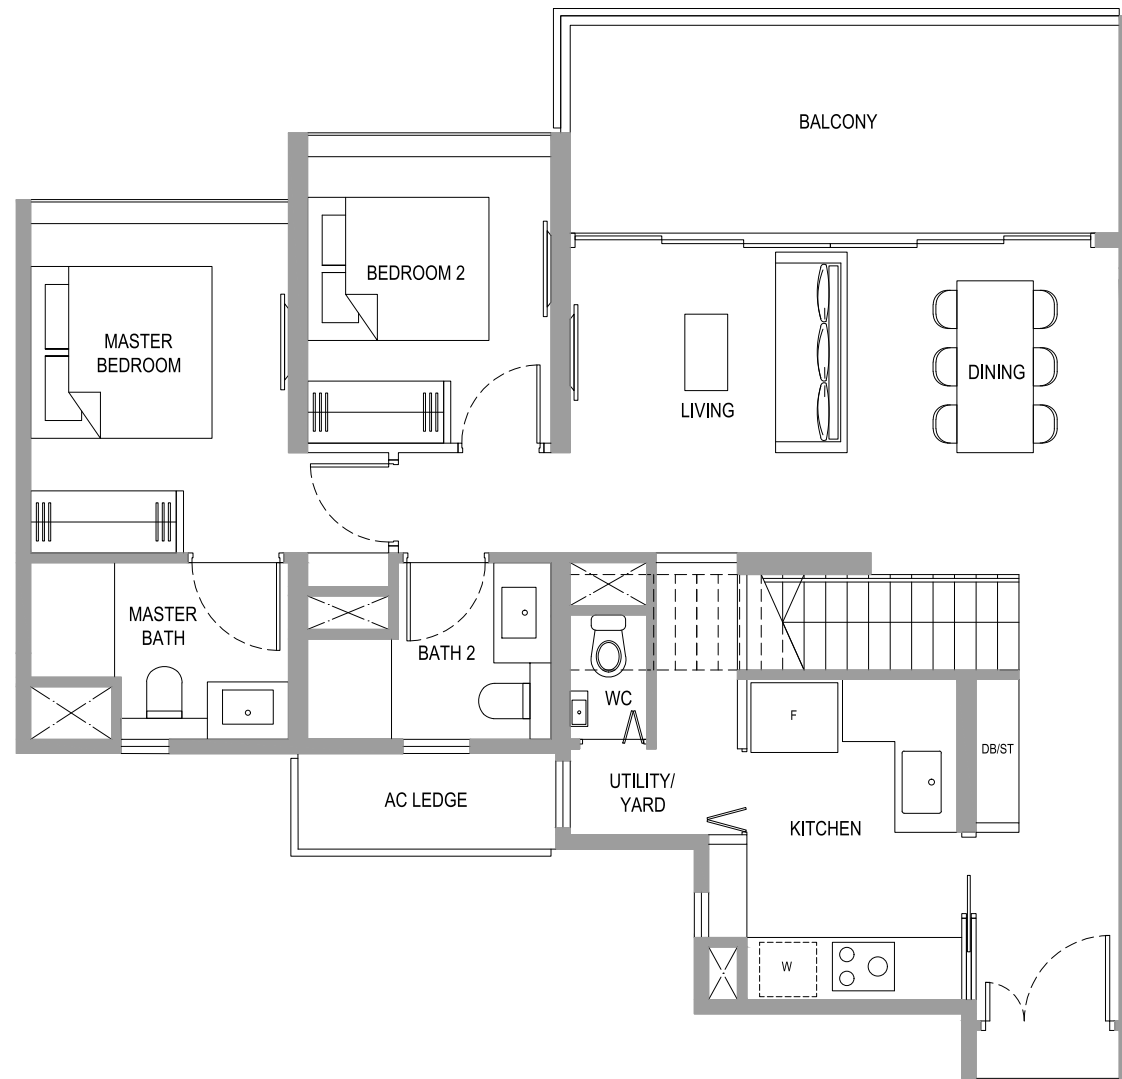 BALCONY
BEDROOM 2
MASTER
BEDROOM
DINING
LIVING
MASTER
BATH
BATH 2
WC
F
DB/ST
UTILITY/
YARD
AC LEDGE
KITCHEN
W